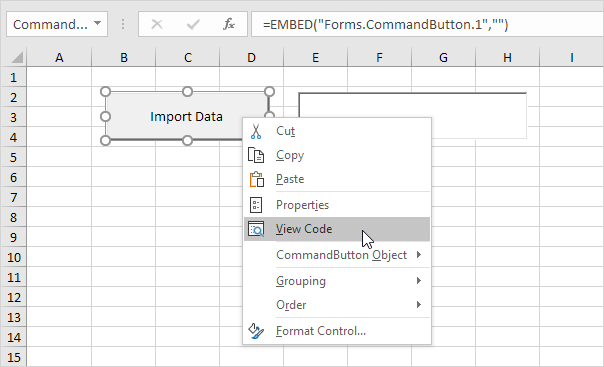 Command...
fx
=EMBED("Forms.CommandButton.1","")
A B C D E F G H I
1
2
3
Import Data
4
Cut
5
Copy
6
Paste
7
Properties
8
View Code
9
10
CommandButton Object
11
Grouping
12
Order
13
Format Control...
14
15